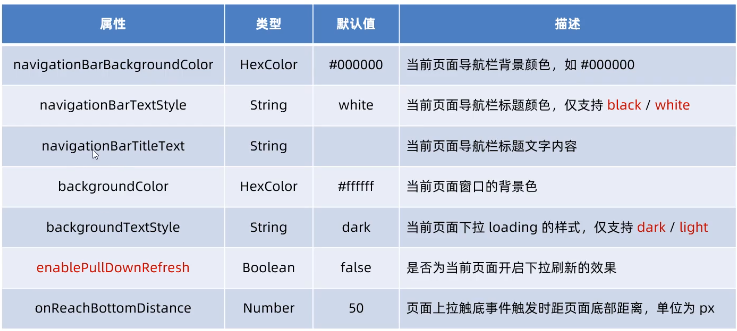 属性 类型 默认值 描述
navigationBarBackgroundColor HexColor #000000 当前页面导航栏背景颜色，如 #000000
navigationBarTextStyle String white 当前页面导航栏标题颜色，仅支持 black / white
navigationBarTitleText String 当前页面导航栏标题文字内容
backgroundColor HexColor #ffffff 当前页面窗口的背景色
backgroundTextStyle String dark 当前页面下拉 loading 的样式，仅支持 dark / light
enablePullDownRefresh Boolean false 是否为当前页面开启下拉刷新的效果
onReachBottomDistance Number 50 页面上拉触底事件触发时距页面底部距离，单位为 px